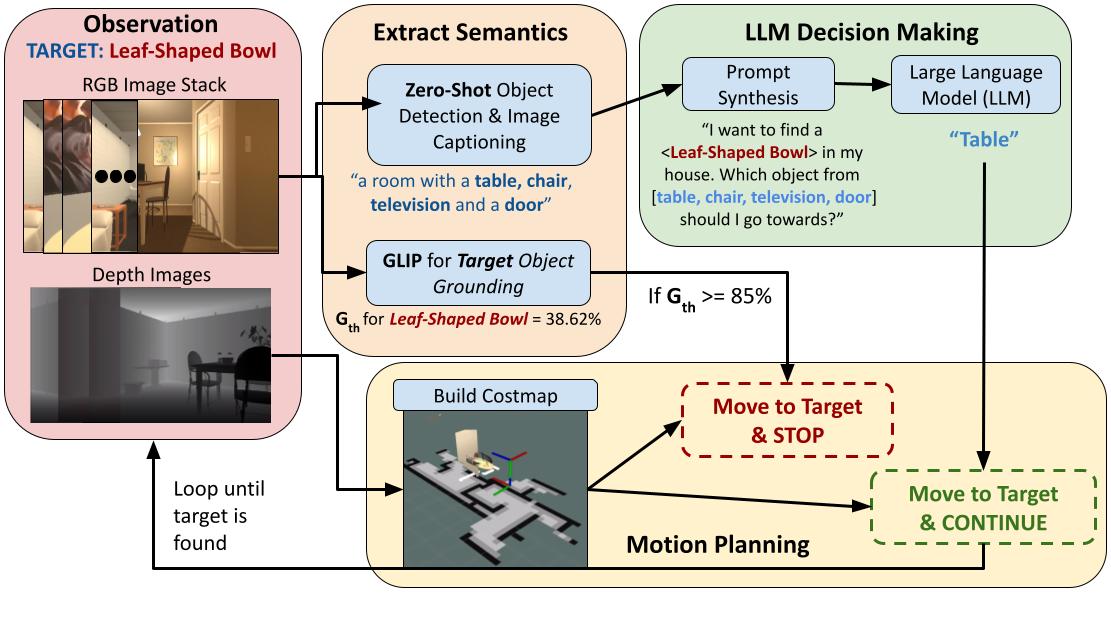 Observation
TARGET: Leaf-Shaped Bowl
RGB Image Stack
Depth Images
Loop until
target is
found
Extract Semantics
Zero-Shot Object
Detection & Image
Captioning
“a room with a table, chair,
television and a door”
GLIP for Target Object
Grounding
Gth for Leaf-Shaped Bowl = 38.62%
LLM Decision Making
Prompt
Synthesis
Large Language
Model (LLM)
“I want to find a
<Leaf-Shaped Bowl> in my
house. Which object from
[table, chair, television, door]
should I go towards?”
“Table”
If Gth >= 85%
Build Costmap
Move to Target
& STOP
Move to Target
& CONTINUE
Motion Planning